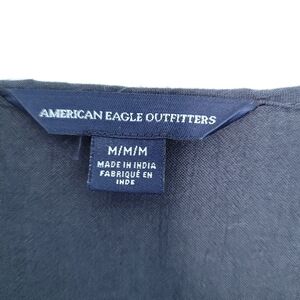 AMERICAN EAGLE OUTFITTERS
M/M/M
MADE IN INDIA
FABRIQUÉ EN
INDE